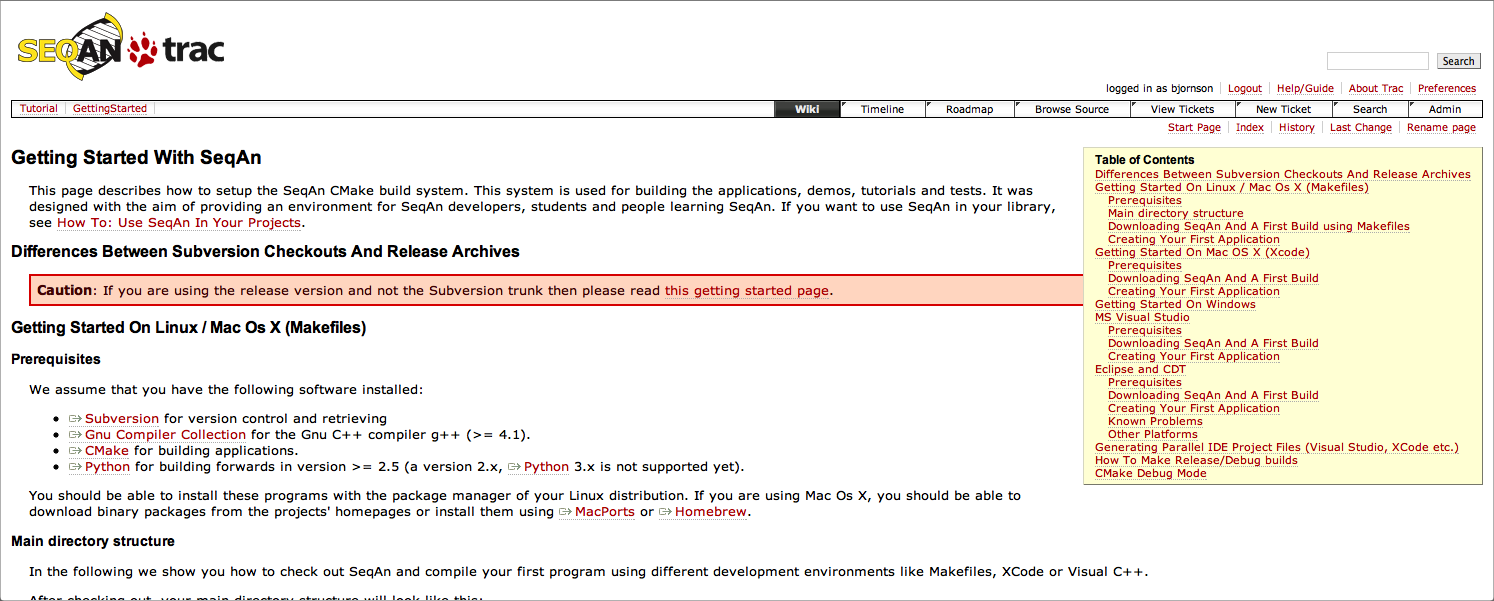 SEQAN trac
Search
logged in as bjornson Logout Help/Guide About Trac Preferences
Tutorial GettingStarted Wiki Timeline Roadmap Browse Source View Tickets New Ticket Search Admin
Start Page Index History Last Change Rename page
Getting Started With SeqAn
This page describes how to setup the SeqAn CMake build system. This system is used for building the applications, demos, tutorials and tests. It was
designed with the aim of providing an environment for SeqAn developers, students and people learning SeqAn. If you want to use SeqAn in your library,
see How To: Use SeqAn In Your Projects.
Differences Between Subversion Checkouts And Release Archives
Caution: If you are using the release version and not the Subversion trunk then please read this getting started page.
Getting Started On Linux / Mac Os X (Makefiles)
Prerequisites
We assume that you have the following software installed:
Subversion for version control and retrieving
Gnu Compiler Collection for the Gnu C++ compiler g++ (>= 4.1).
CMake for building applications.
Python for building forwards in version >= 2.5 (a version 2.x, Python 3.x is not supported yet).
You should be able to install these programs with the package manager of your Linux distribution. If you are using Mac Os X, you should be able to
download binary packages from the projects' homepages or install them using MacPorts or Homebrew.
Main directory structure
In the following we show you how to check out SeqAn and compile your first program using different development environments like Makefiles, XCode or Visual C++.
After checking out, your main directory structure will look like this:
Table of Contents
Differences Between Subversion Checkouts And Release Archives
Getting Started On Linux / Mac Os X (Makefiles)
Prerequisites
Main directory structure
Downloading SeqAn And A First Build using Makefiles
Creating Your First Application
Getting Started On Mac OS X (Xcode)
Prerequisites
Downloading SeqAn And A First Build
Creating Your First Application
Getting Started On Windows
MS Visual Studio
Prerequisites
Downloading SeqAn And A First Build
Creating Your First Application
Eclipse and CDT
Prerequisites
Downloading SeqAn And A First Build
Creating Your First Application
Known Problems
Other Platforms
Generating Parallel IDE Project Files (Visual Studio, XCode etc.)
How To Make Release/Debug builds
CMake Debug Mode